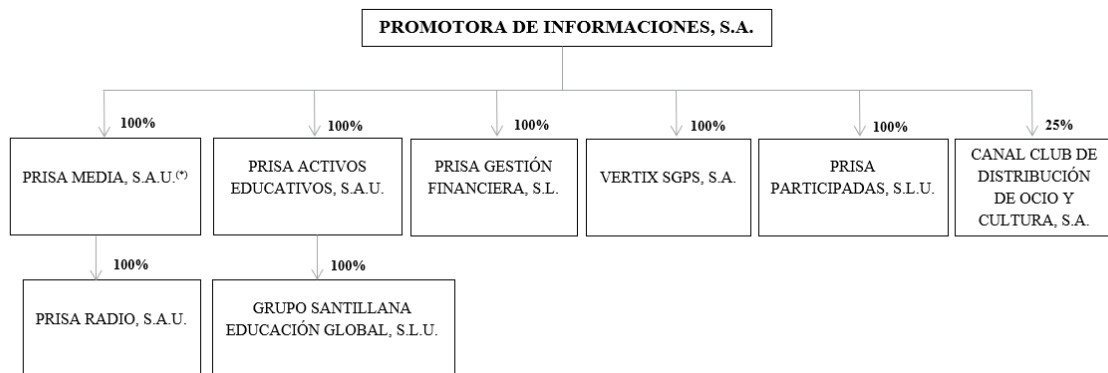 PROMOTORA DE INFORMACIONES, S.A.
100%
100%
100%
100%
100%
25%
PRISA MEDIA, S.A.U.(*)
PRISA ACTIVOS
EDUCATIVOS, S.A.U.
PRISA GESTIÓN
FINANCIERA, S.L.
VERTIX SGPS, S.A.
PRISA
PARTICIPADAS, S.L.U.
CANAL CLUB DE
DISTRIBUCIÓN
DE OCIO Y
CULTURA, S.A.
100%
100%
PRISA RADIO, S.A.U.
GRUPO SANTILLANA
EDUCACIÓN GLOBAL, S.L.U.